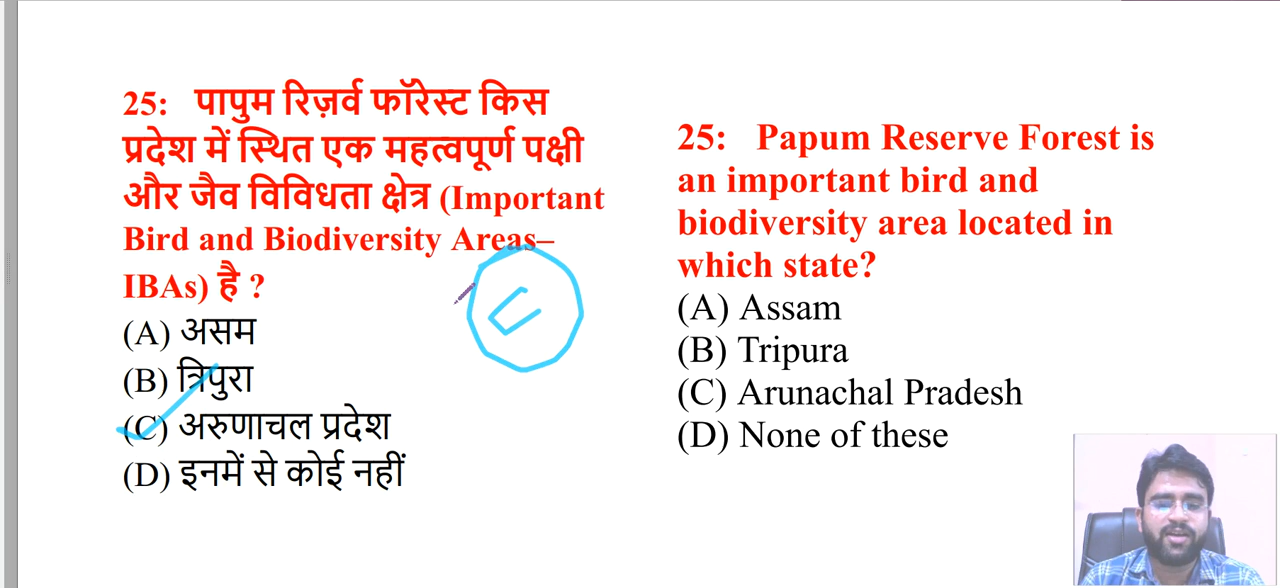 25: पापुम रिज़र्व फॉरेस्ट किस
प्रदेश में स्थित एक महत्वपूर्ण पक्षी
और जैव विविधता क्षेत्र (Important
Bird and Biodiversity Areas–
IBAs) है ?
(A) असम
(B) त्रिपुरा
(C) अरुणाचल प्रदेश
(D) इनमें से कोई नहीं
C
25: Papum Reserve Forest is
an important bird and
biodiversity area located in
which state?
(A) Assam
(B) Tripura
(C) Arunachal Pradesh
(D) None of these